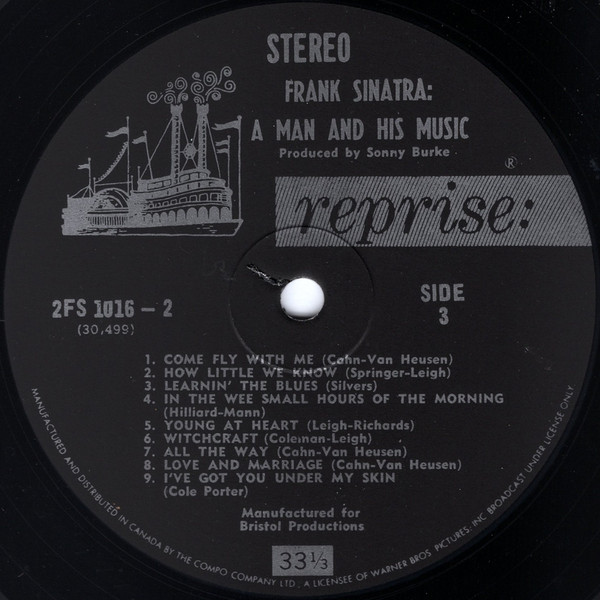 STEREO
FRANK SINATRA:
A MAN AND HIS MUSIC
Produced by Sonny Burke
®
reprise:
2FS 1016 – 2
(30,499)
SIDE
3
1. COME FLY WITH ME (Cahn-Van Heusen)
2. HOW LITTLE WE KNOW (Springer-Leigh)
3. LEARNIN' THE BLUES (Silvers)
4. IN THE WEE SMALL HOURS OF THE MORNING
(Hilliard-Mann)
5. YOUNG AT HEART (Leigh-Richards)
6. WITCHCRAFT (Coleman-Leigh)
7. ALL THE WAY (Cahn-Van Heusen)
8. LOVE AND MARRIAGE (Cahn-Van Heusen)
9. I'VE GOT YOU UNDER MY SKIN
(Cole Porter)
Manufactured for
Bristol Productions
33⅓
MANUFACTURED AND DISTRIBUTED IN CANADA BY THE COMPO COMPANY LTD., A LICENSEE OF WARNER BROS. PICTURES, INC. BROADCAST UNDER LICENSE ONLY